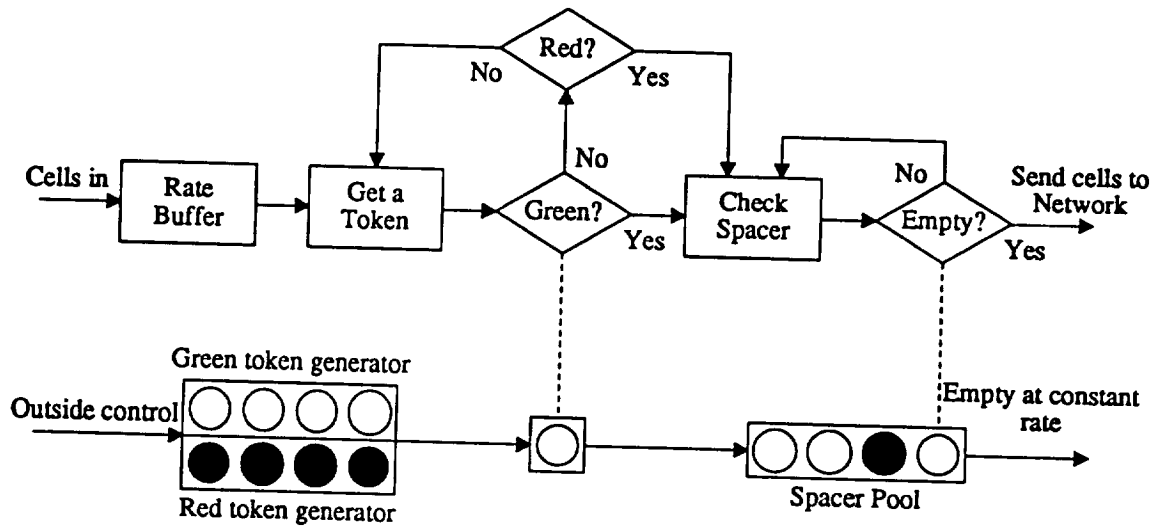 Red?
No
Yes
Cells in
Rate
Buffer
Get a
Token
No
Green?
Yes
Check
Spacer
No
Empty?
Yes
Send cells to
Network
Green token generator
Outside control
Red token generator
Empty at constant
rate
Spacer Pool